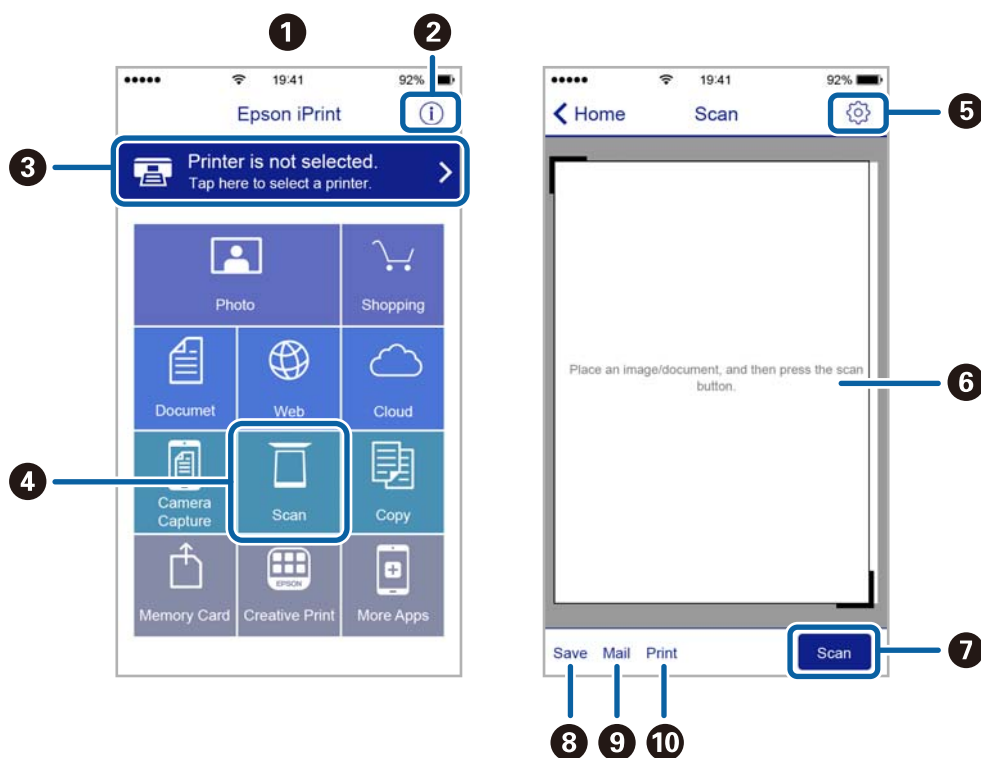 1
2
19:41
92%
Epson iPrint
i
3
Printer is not selected.
Tap here to select a printer.
Photo
Shopping
Documet
Web
Cloud
4
Camera
Capture
Scan
Copy
EPSON
Memory Card
Creative Print
More Apps
19:41
92%
Home
Scan
5
Place an image/document, and then press the scan
button.
6
Save
Mail
Print
Scan
7
8
9
10